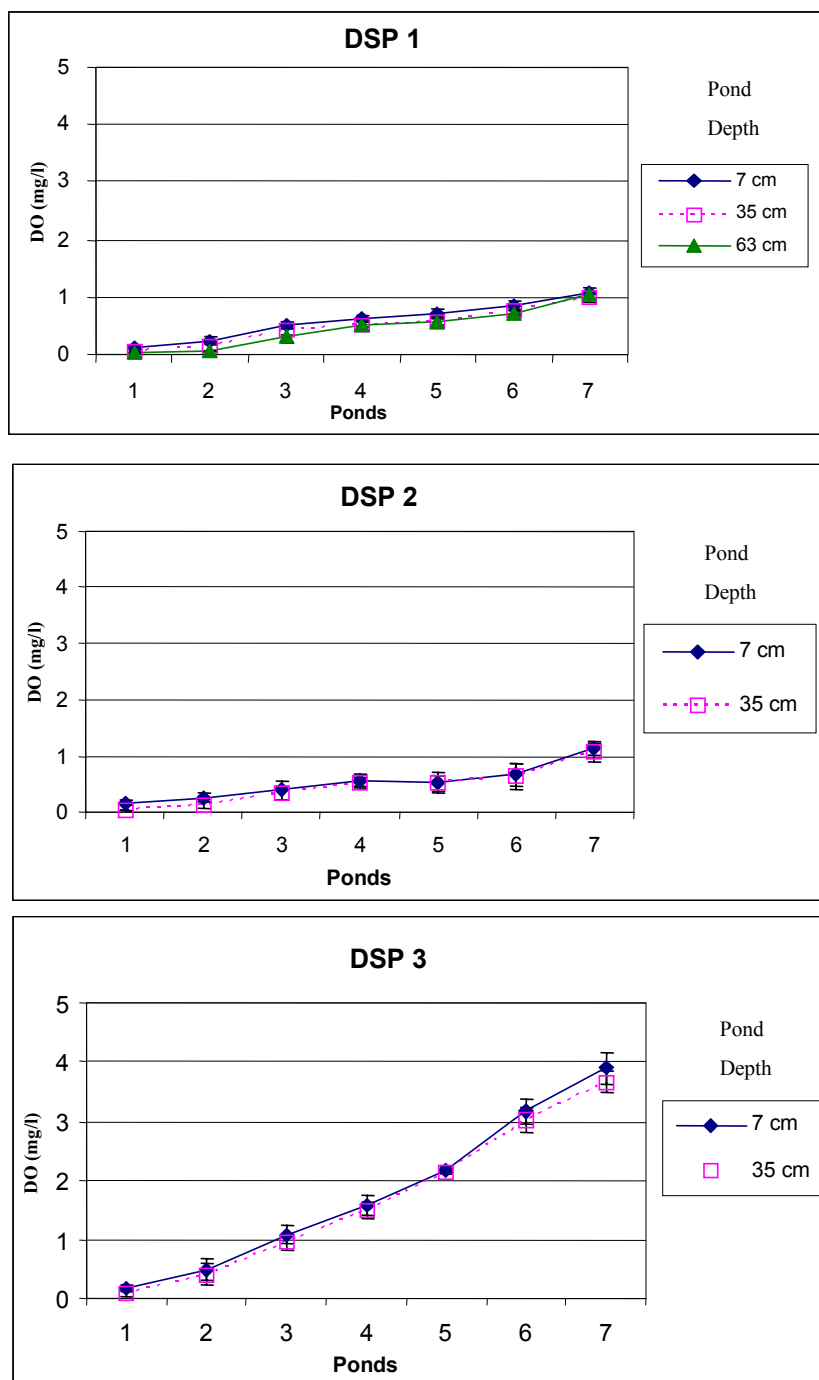 DSP 1
5
4
3
2
1
0
DO (mg/l)
1 2 3 4 5 6 7
Ponds
Pond
Depth
7 cm
35 cm
63 cm
DSP 2
5
4
3
2
1
0
DO (mg/l)
1 2 3 4 5 6 7
Ponds
Pond
Depth
7 cm
35 cm
DSP 3
5
4
3
2
1
0
DO (mg/l)
1 2 3 4 5 6 7
Ponds
Pond
Depth
7 cm
35 cm